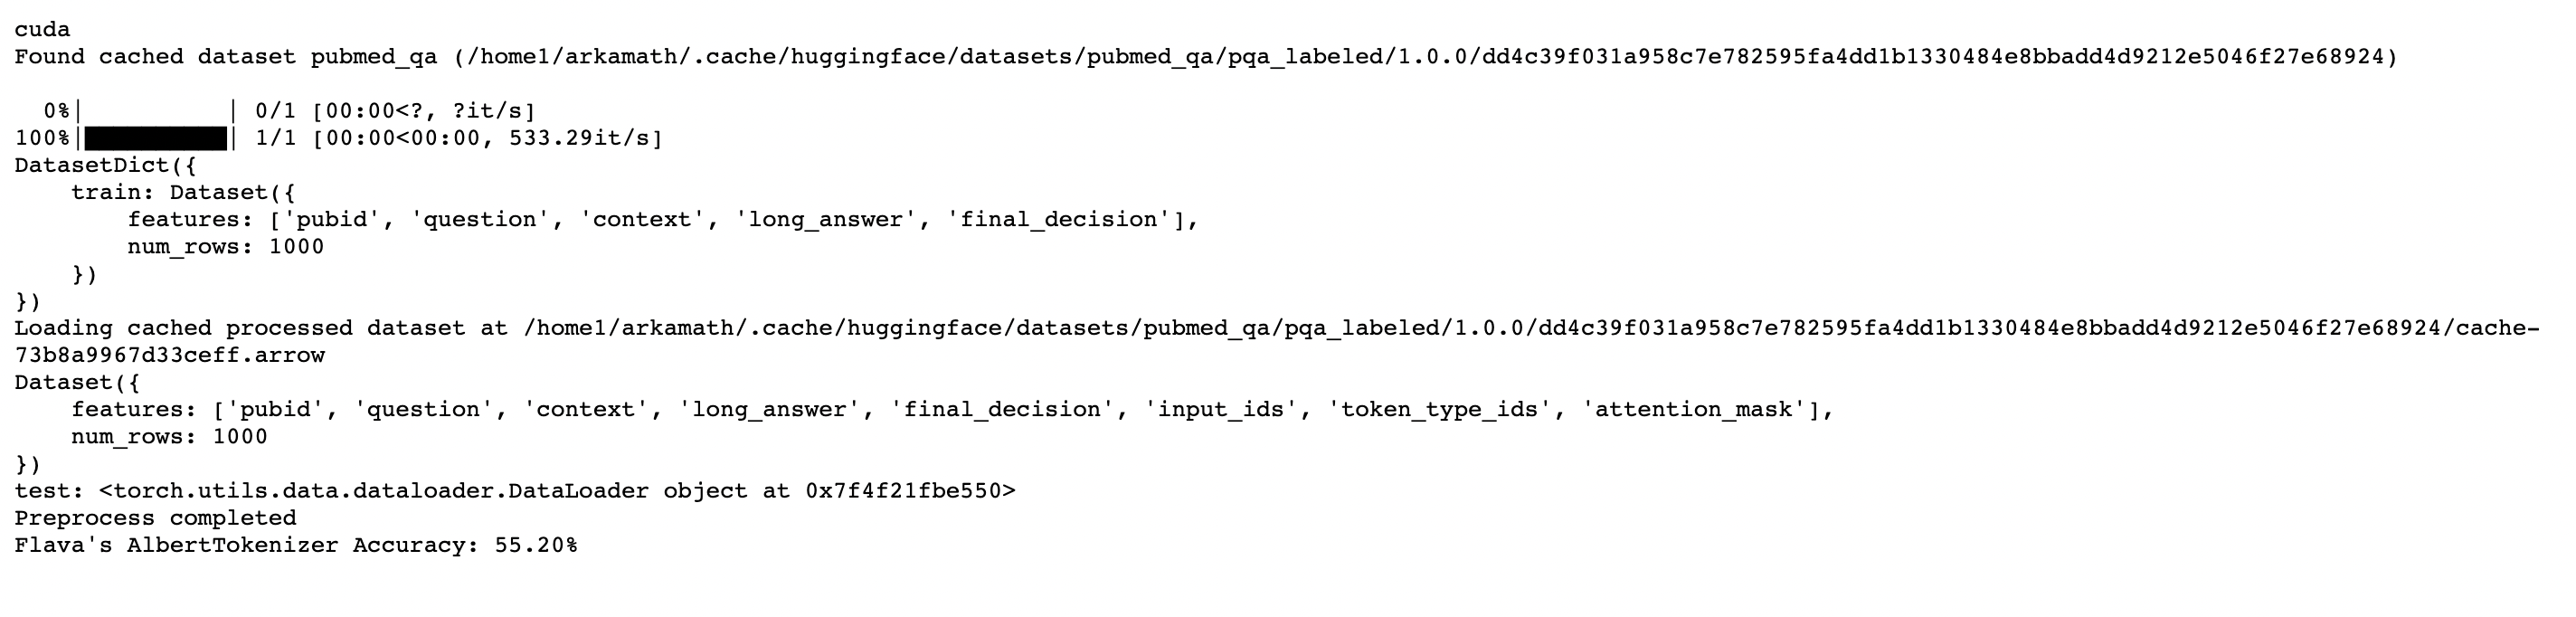 cuda
Found cached dataset pubmed_qa (/home1/arkamath/.cache/huggingface/datasets/pubmed_qa/pqa_labeled/1.0.0/dd4c39f031a958c7e782595fa4dd1b1330484e8bbadd4d9212e5046f27e68924)
  0%|          | 0/1 [00:00<?, ?it/s]
100%|██████████| 1/1 [00:00<00:00, 533.29it/s]
DatasetDict({
    train: Dataset({
        features: ['pubid', 'question', 'context', 'long_answer', 'final_decision'],
        num_rows: 1000
    })
})
Loading cached processed dataset at /home1/arkamath/.cache/huggingface/datasets/pubmed_qa/pqa_labeled/1.0.0/dd4c39f031a958c7e782595fa4dd1b1330484e8bbadd4d9212e5046f27e68924/cache-
73b8a9967d33ceff.arrow
Dataset({
    features: ['pubid', 'question', 'context', 'long_answer', 'final_decision', 'input_ids', 'token_type_ids', 'attention_mask'],
    num_rows: 1000
})
test: <torch.utils.data.dataloader.DataLoader object at 0x7f4f21fbe550>
Preprocess completed
Flava's AlbertTokenizer Accuracy: 55.20%